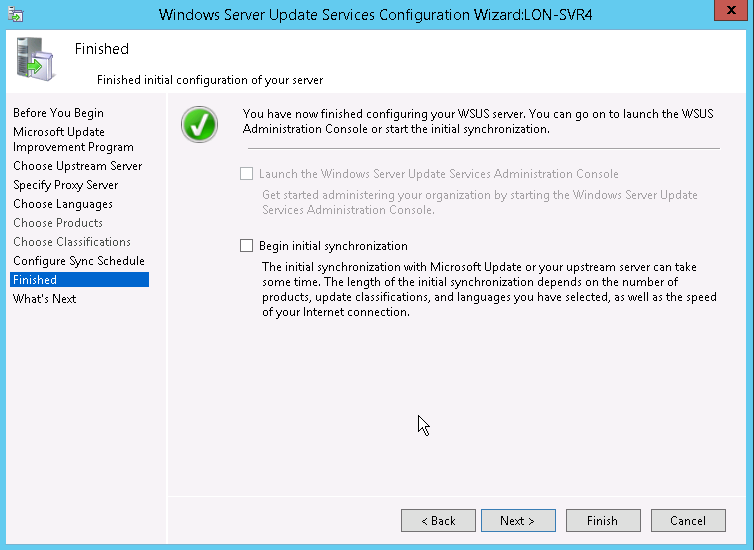 Windows Server Update Services Configuration Wizard:LON-SVR4
x
Finished
Finished initial configuration of your server
Before You Begin
Microsoft Update
Improvement Program
Choose Upstream Server
Specify Proxy Server
Choose Languages
Choose Products
Choose Classifications
Configure Sync Schedule
Finished
What's Next
You have now finished configuring your WSUS server. You can go on to launch the WSUS
Administration Console or start the initial synchronization.
Launch the Windows Server Update Services Administration Console
Get started administering your organization by starting the Windows Server Update
Services Administration Console.
Begin initial synchronization
The initial synchronization with Microsoft Update or your upstream server can take
some time. The length of the initial synchronization depends on the number of
products, update classifications, and languages you have selected, as well as the speed
of your Internet connection.
< Back
Next >
Finish
Cancel